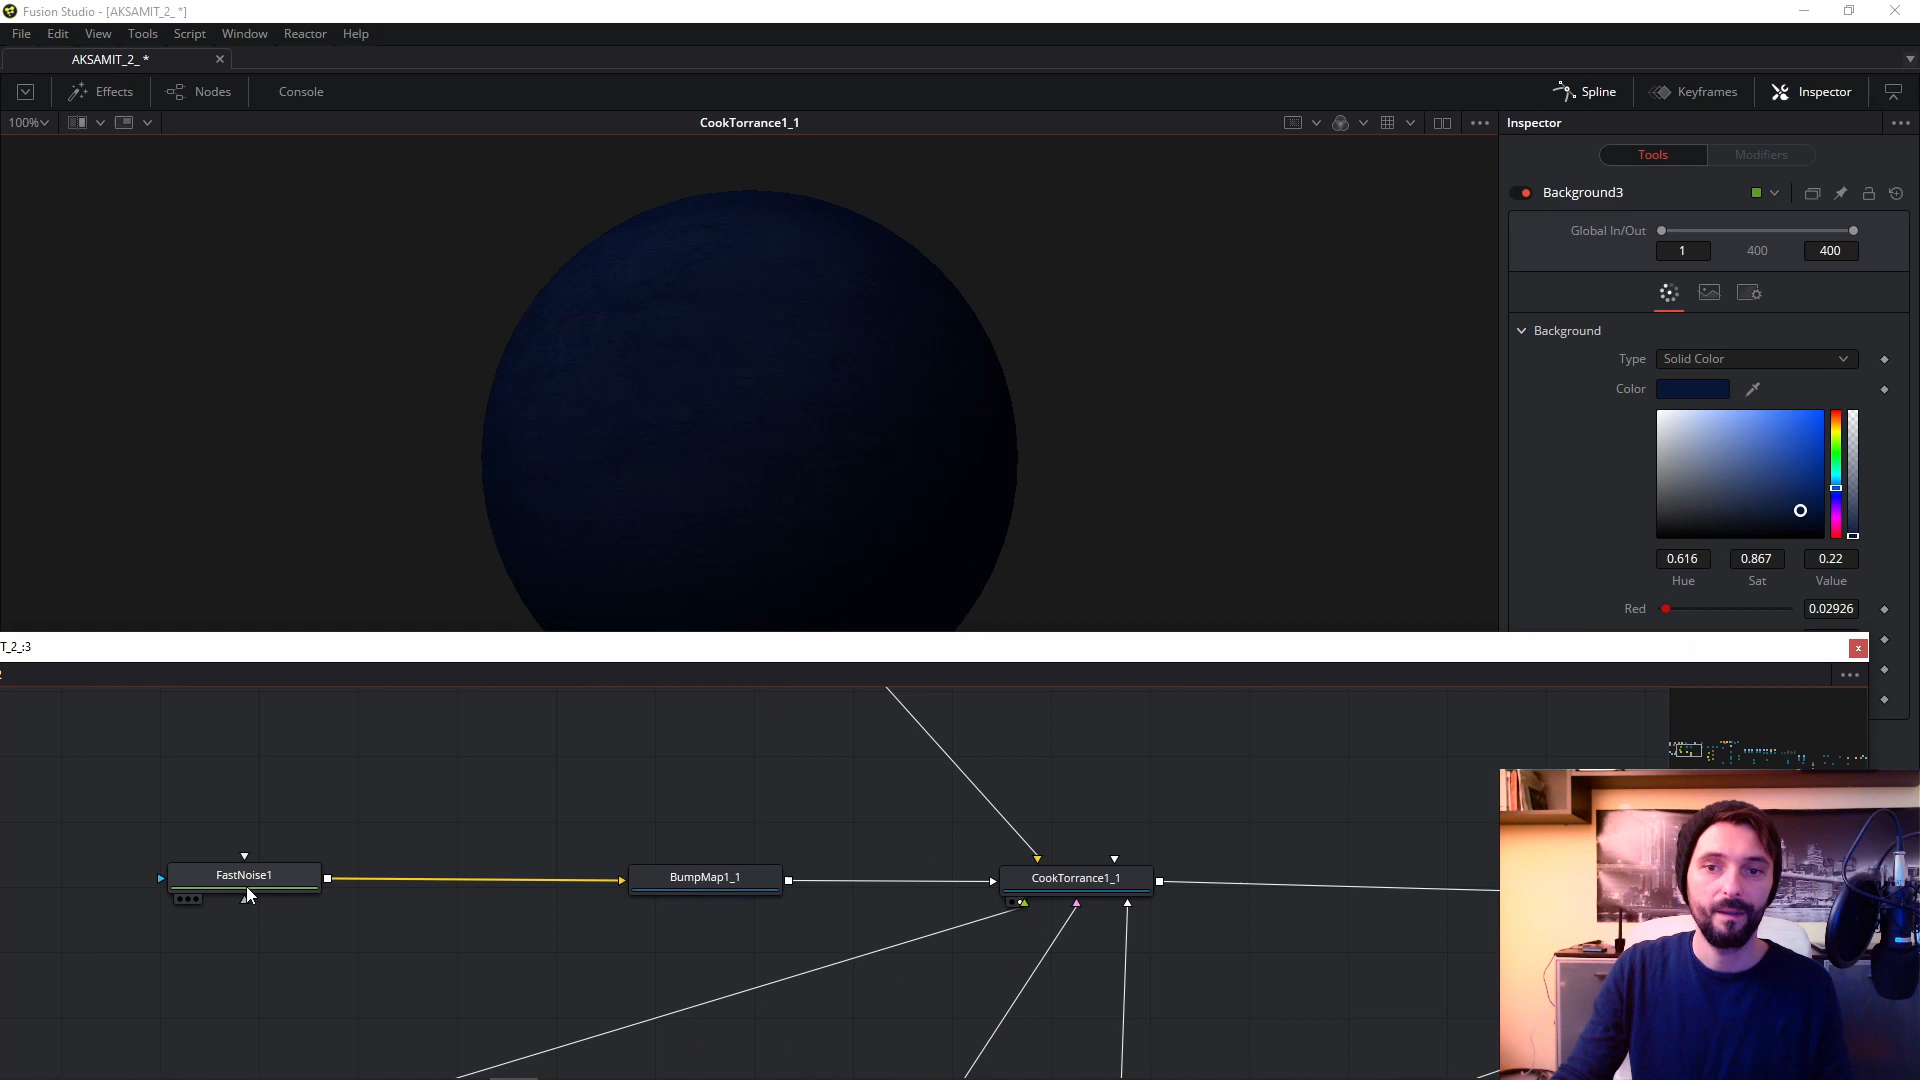 Fusion Studio - [AKSAMIT_2_ *]
File Edit View Tools Script Window Reactor Help
AKSAMIT_2_ *
Effects Nodes Console Spline Keyframes Inspector
100% CookTorrance1_1 Inspector
Tools Modifiers
Background3
Global In/Out
1 400 400
Background
Type Solid Color
Color
0.616 0.867 0.22
Hue Sat Value
Red 0.02926
T_2_:3
FastNoise1 BumpMap1_1 CookTorrance1_1